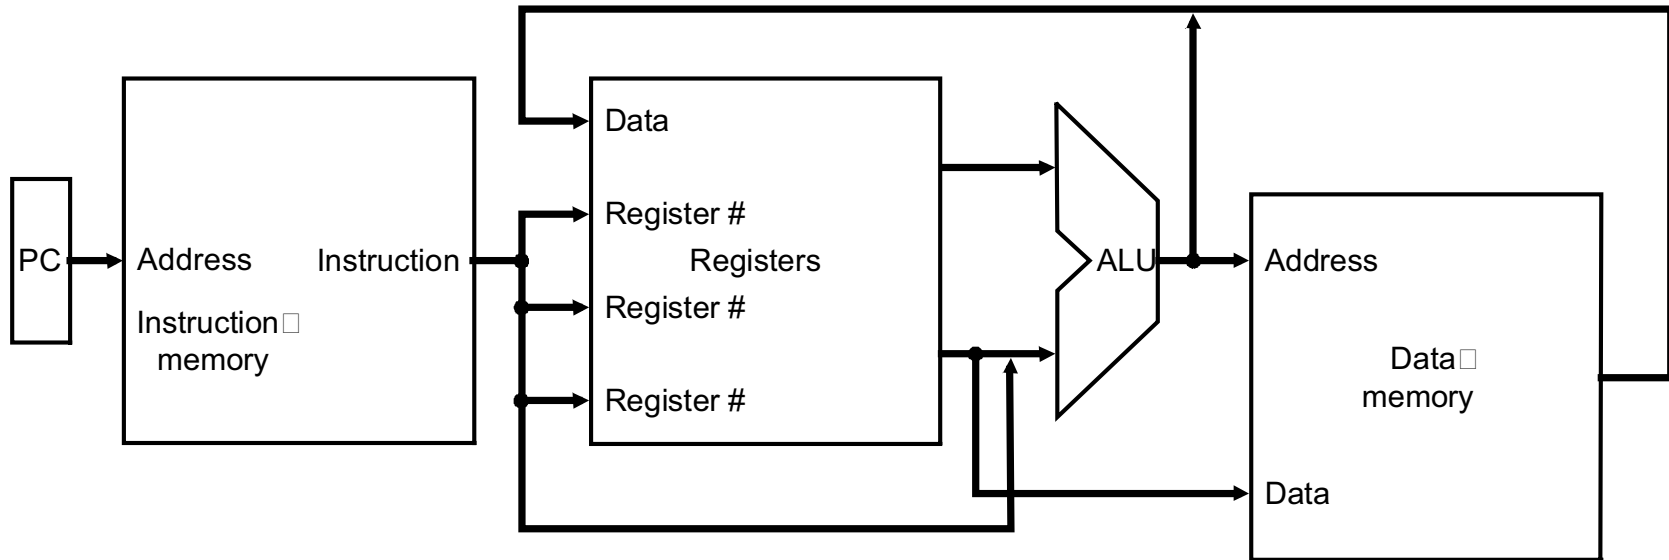 PC
Address
Instruction
Instruction
memory
Data
Register #
Registers
Register #
Register #
ALU
Address
Data
memory
Data